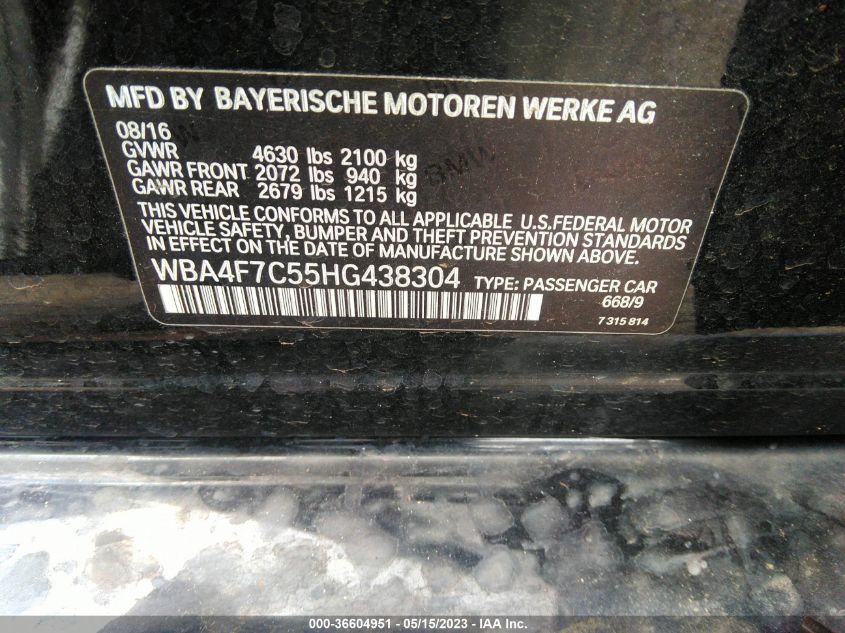 MFD BY BAYERISCHE MOTOREN WERKE AG
08/16
GVWR 4630 lbs 2100 kg
GAWR FRONT 2072 lbs 940 kg
GAWR REAR 2679 lbs 1215 kg
THIS VEHICLE CONFORMS TO ALL APPLICABLE U.S.FEDERAL MOTOR
VEHICLE SAFETY, BUMPER AND THEFT PREVENTION STANDARDS
IN EFFECT ON THE DATE OF MANUFACTURE SHOWN ABOVE.
WBA4F7C55HG438304 TYPE: PASSENGER CAR
668/9
7 315 814
000-36604951 - 05/15/2023 - IAA Inc.